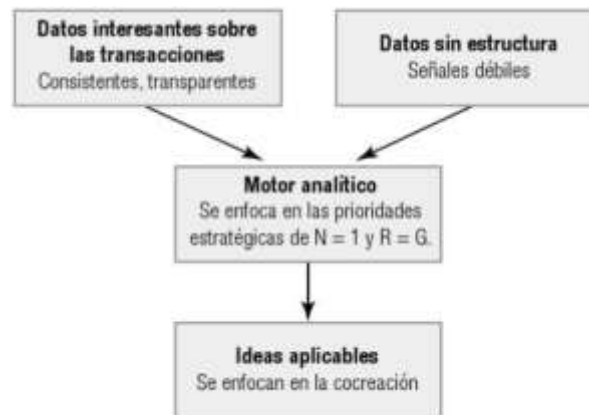 Datos interesantes sobre
las transacciones
Consistentes, transparentes
Datos sin estructura
Señales débiles
Motor analítico
Se enfoca en las prioridades
estratégicas de N = 1 y R = G.
Ideas aplicables
Se enfocan en la cocreación